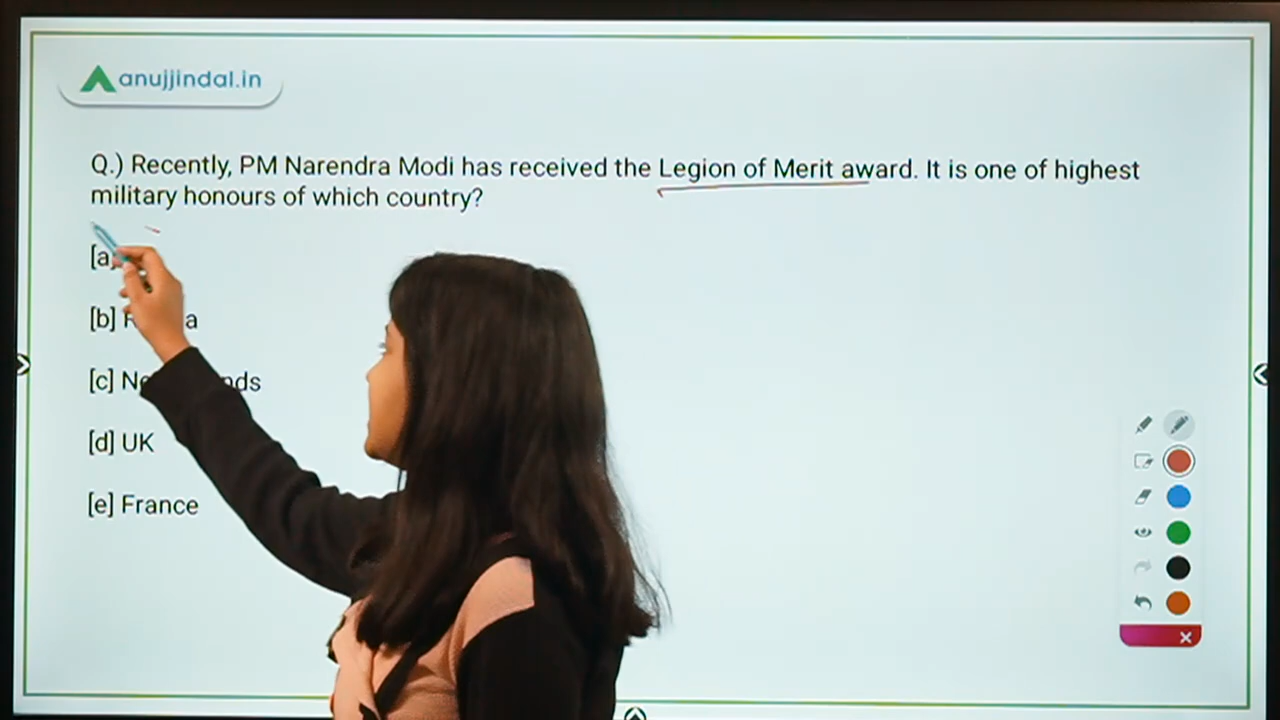 anujjindal.in
Q.) Recently, PM Narendra Modi has received the Legion of Merit award. It is one of highest
military honours of which country?
[a]
[b]
[c]
[d] UK
[e] France